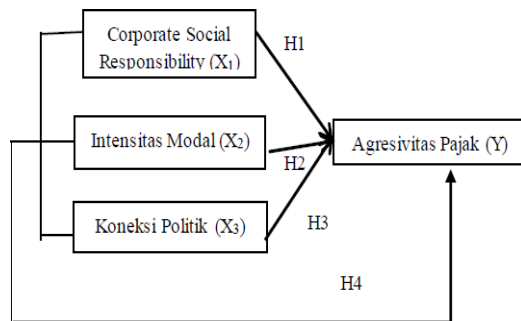 Corporate Social
Responsibility (X₁)
H1
Intensitas Modal (X₂)
H2
Agresivitas Pajak (Y)
Koneksi Politik (X₃)
H3
H4